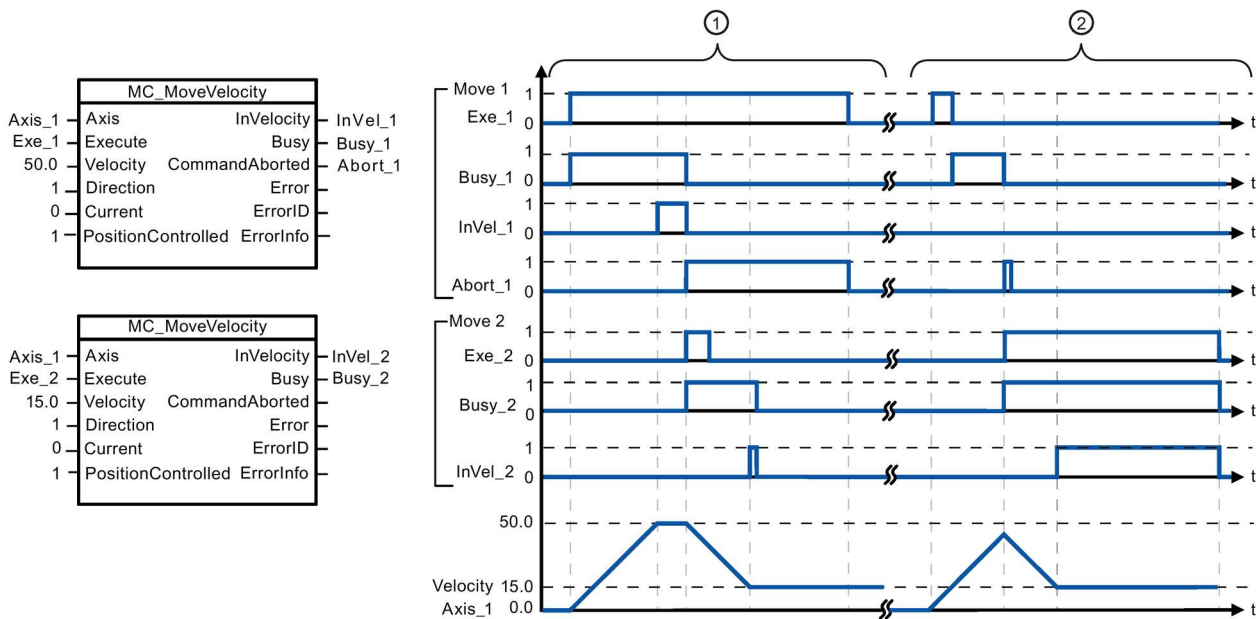 MC_MoveVelocity
Axis_1 Axis InVelocity InVel_1
Exe_1 Execute Busy Busy_1
50.0 Velocity CommandAborted Abort_1
1 Direction Error
0 Current ErrorID
1 PositionControlled ErrorInfo
MC_MoveVelocity
Axis_1 Axis InVelocity InVel_2
Exe_2 Execute Busy Busy_2
15.0 Velocity CommandAborted
1 Direction Error
0 Current ErrorID
1 PositionControlled ErrorInfo
1 2
Move 1
1
Exe_1 0 t
1
Busy_1 0 t
1
InVel_1 0 t
1
Abort_1 0 t
Move 2
1
Exe_2 0 t
1
Busy_2 0 t
1
InVel_2 0 t
50.0
Velocity 15.0
Axis_1 0.0 t